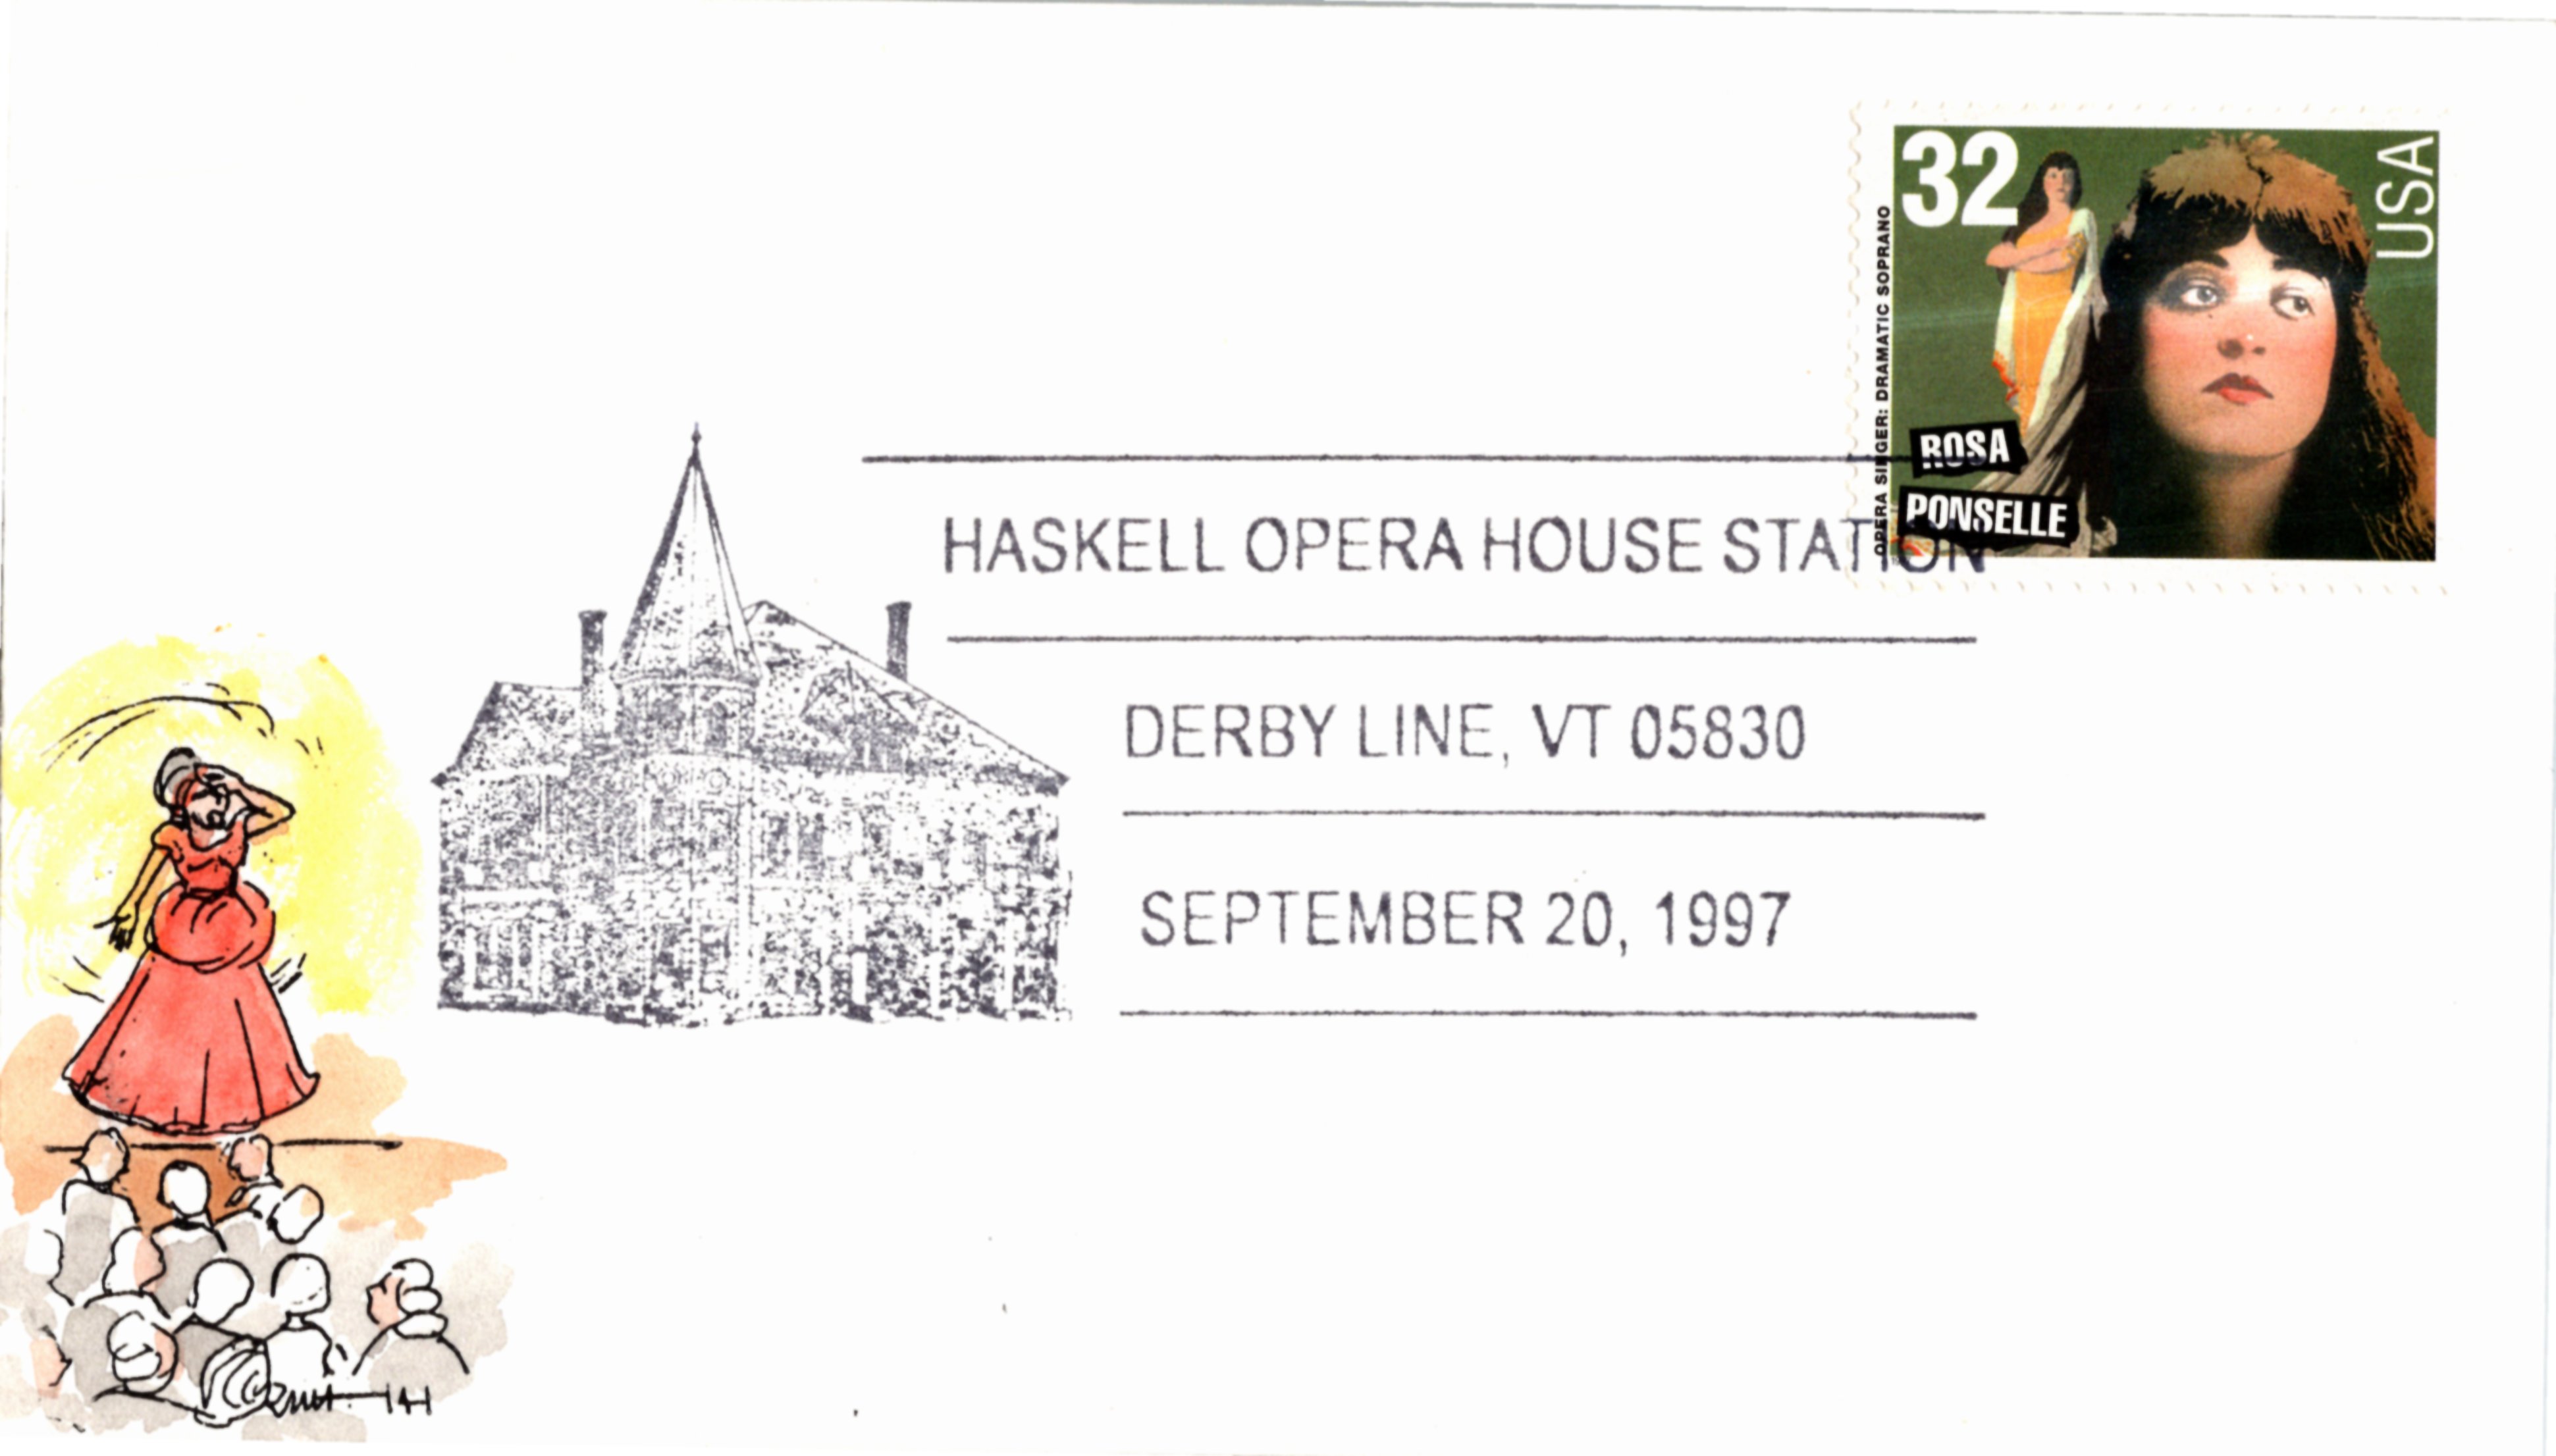 32
USA
OPERA SINGER: DRAMATIC SOPRANO
ROSA
PONSELLE
HASKELL OPERA HOUSE STATION
DERBY LINE, VT 05830
SEPTEMBER 20, 1997